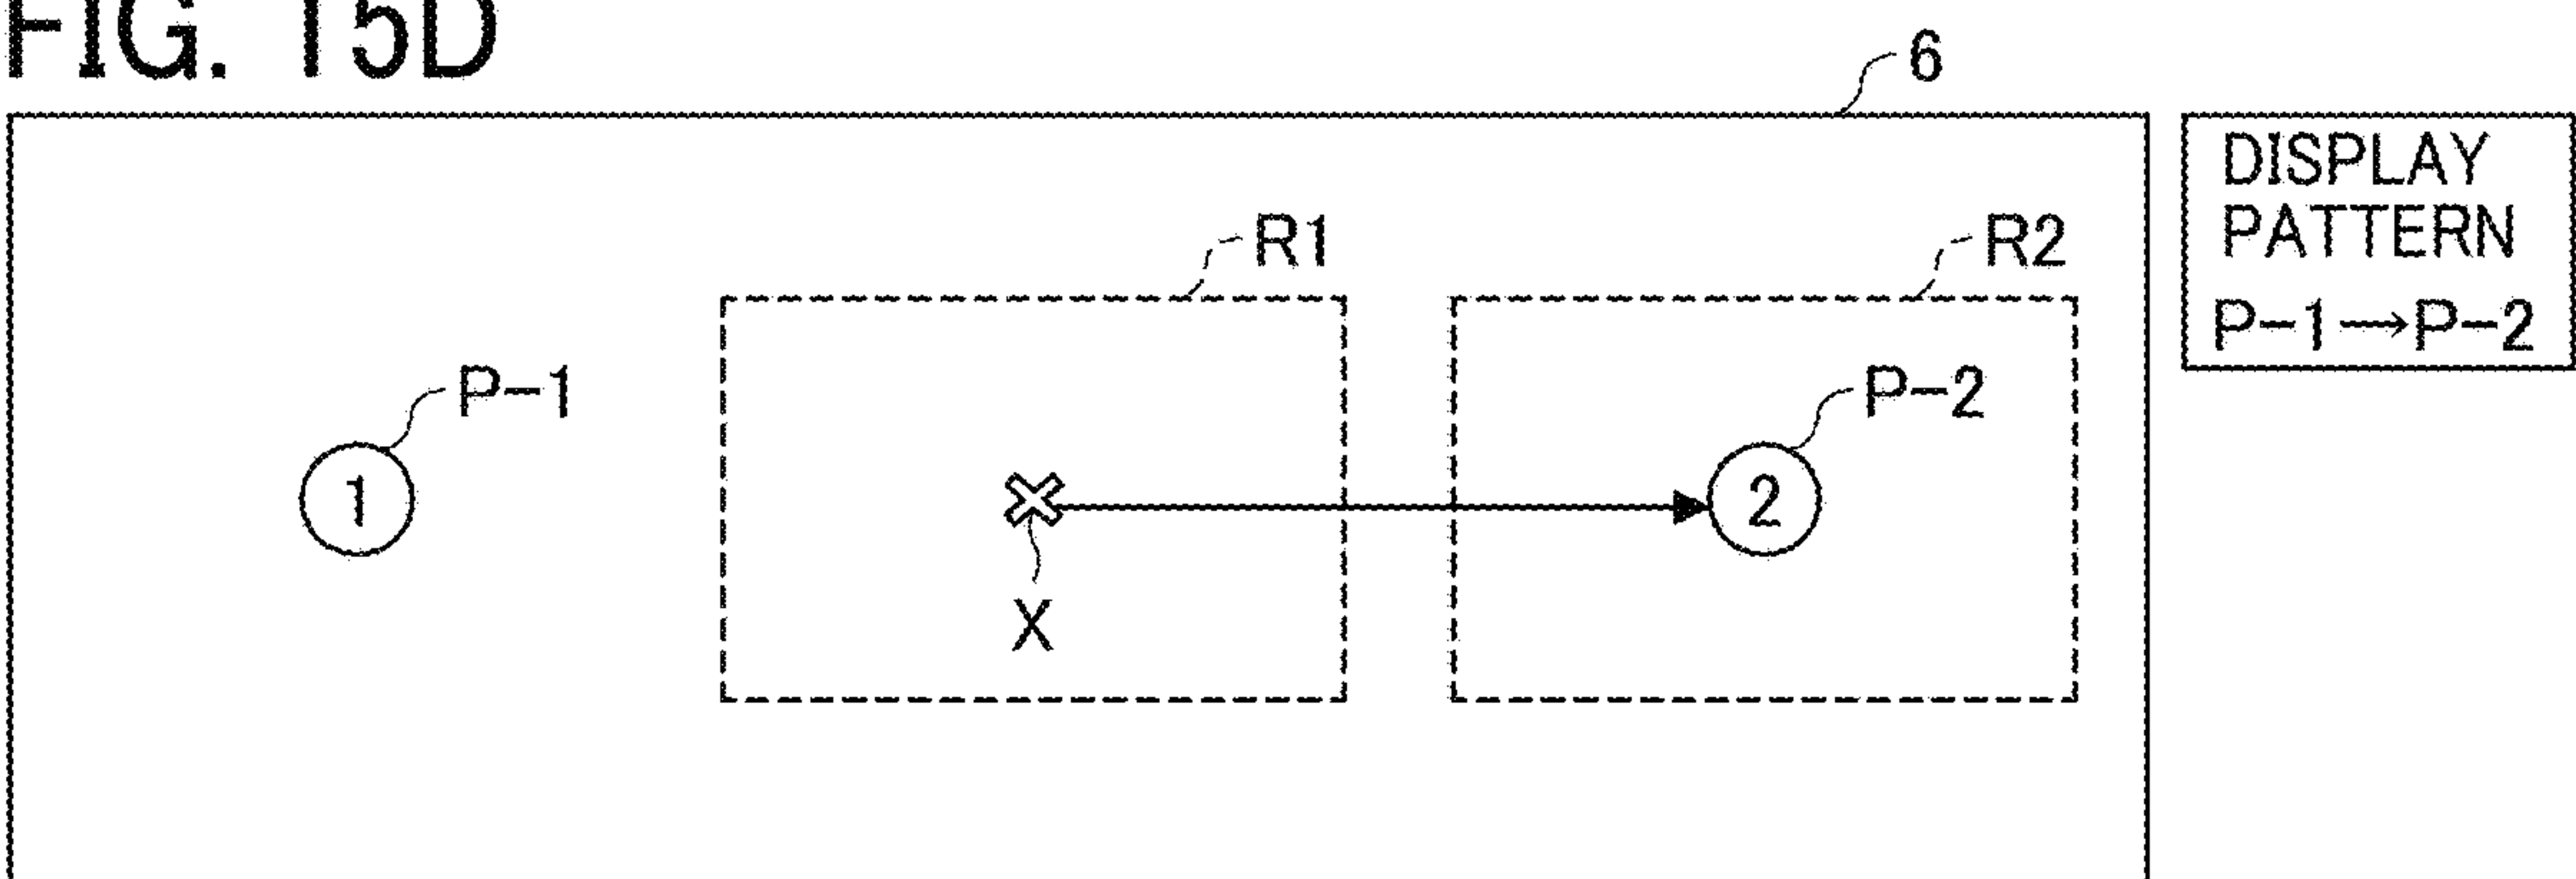 FIG. 15D
6
DISPLAY
PATTERN
P-1→P-2
R1
R2
P-1
P-2
1
2
X